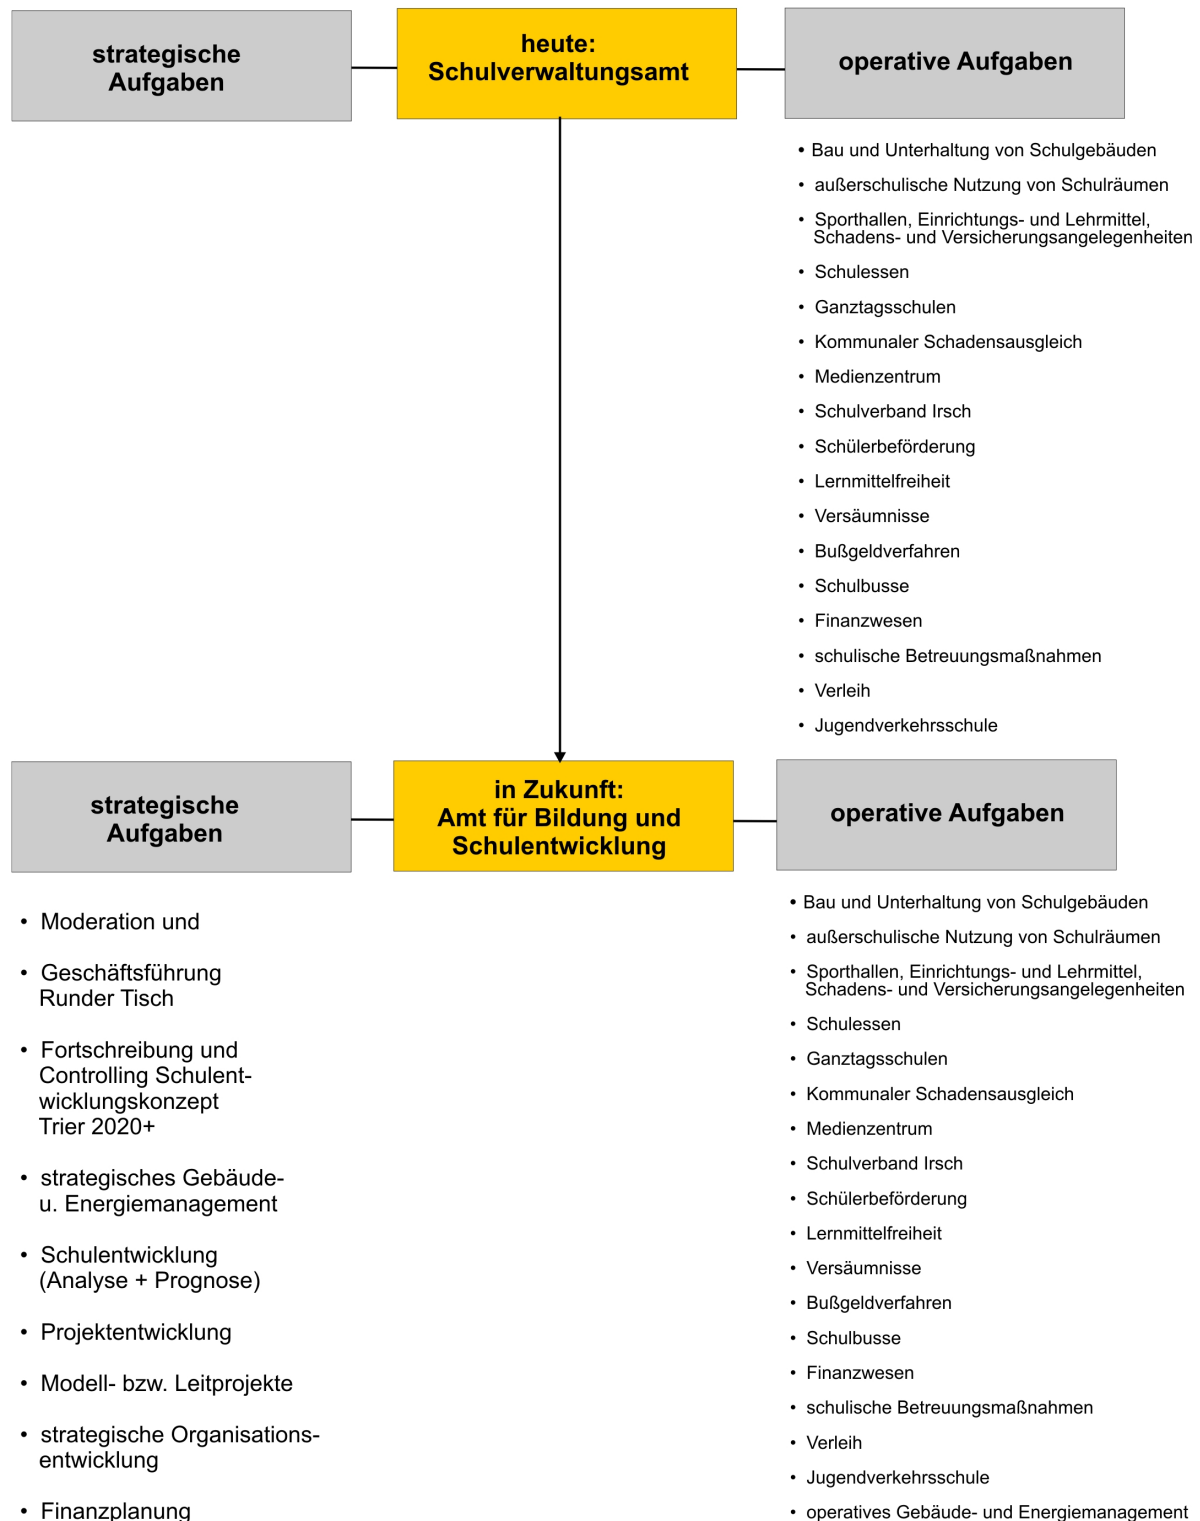 strategische
Aufgaben
heute:
Schulverwaltungsamt
operative Aufgaben
• Bau und Unterhaltung von Schulgebäuden
• außerschulische Nutzung von Schulräumen
• Sporthallen, Einrichtungs- und Lehrmittel,
Schadens- und Versicherungsangelegenheiten
• Schulessen
• Ganztagsschulen
• Kommunaler Schadensausgleich
• Medienzentrum
• Schulverband Irsch
• Schülerbeförderung
• Lernmittelfreiheit
• Versäumnisse
• Bußgeldverfahren
• Schulbusse
• Finanzwesen
• schulische Betreuungsmaßnahmen
• Verleih
• Jugendverkehrsschule
strategische
Aufgaben
in Zukunft:
Amt für Bildung und
Schulentwicklung
operative Aufgaben
• Moderation und
• Geschäftsführung
Runder Tisch
• Fortschreibung und
Controlling Schulent-
wicklungskonzept
Trier 2020+
• strategisches Gebäude-
u. Energiemanagement
• Schulentwicklung
(Analyse + Prognose)
• Projektentwicklung
• Modell- bzw. Leitprojekte
• strategische Organisations-
entwicklung
• Finanzplanung
• Bau und Unterhaltung von Schulgebäuden
• außerschulische Nutzung von Schulräumen
• Sporthallen, Einrichtungs- und Lehrmittel,
Schadens- und Versicherungsangelegenheiten
• Schulessen
• Ganztagsschulen
• Kommunaler Schadensausgleich
• Medienzentrum
• Schulverband Irsch
• Schülerbeförderung
• Lernmittelfreiheit
• Versäumnisse
• Bußgeldverfahren
• Schulbusse
• Finanzwesen
• schulische Betreuungsmaßnahmen
• Verleih
• Jugendverkehrsschule
• operatives Gebäude- und Energiemanagement